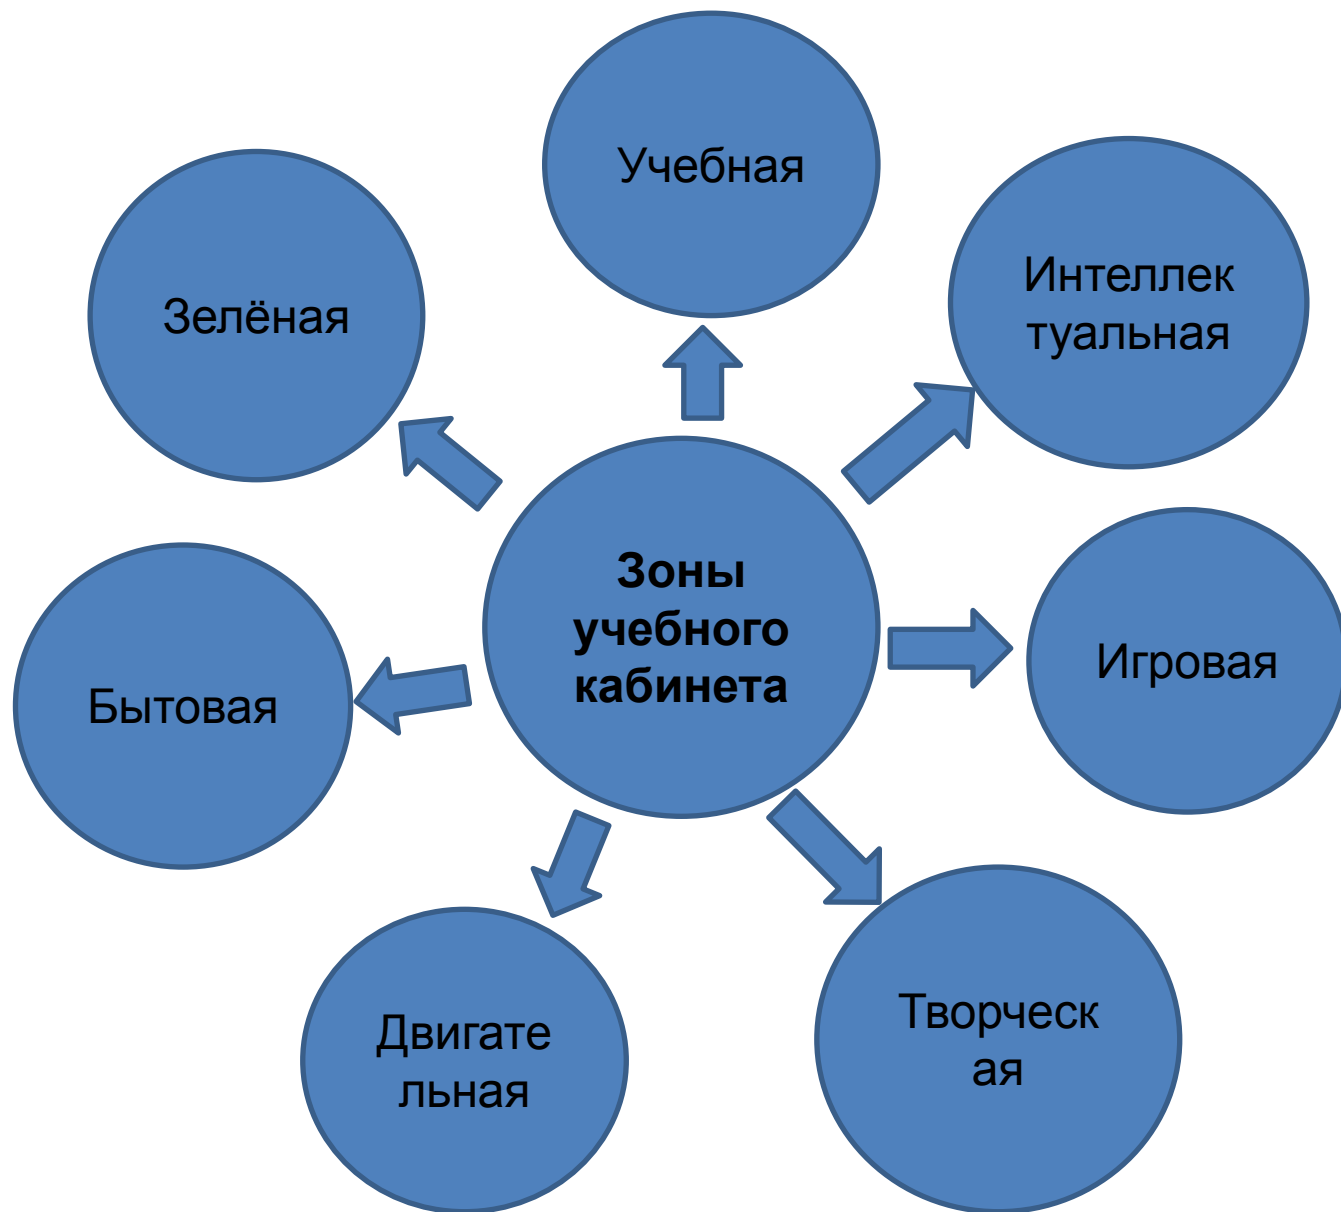 Учебная
Интеллек
туальная
Зелёная
Зоны
учебного
кабинета
Игровая
Бытовая
Творческ
ая
Двигате
льная